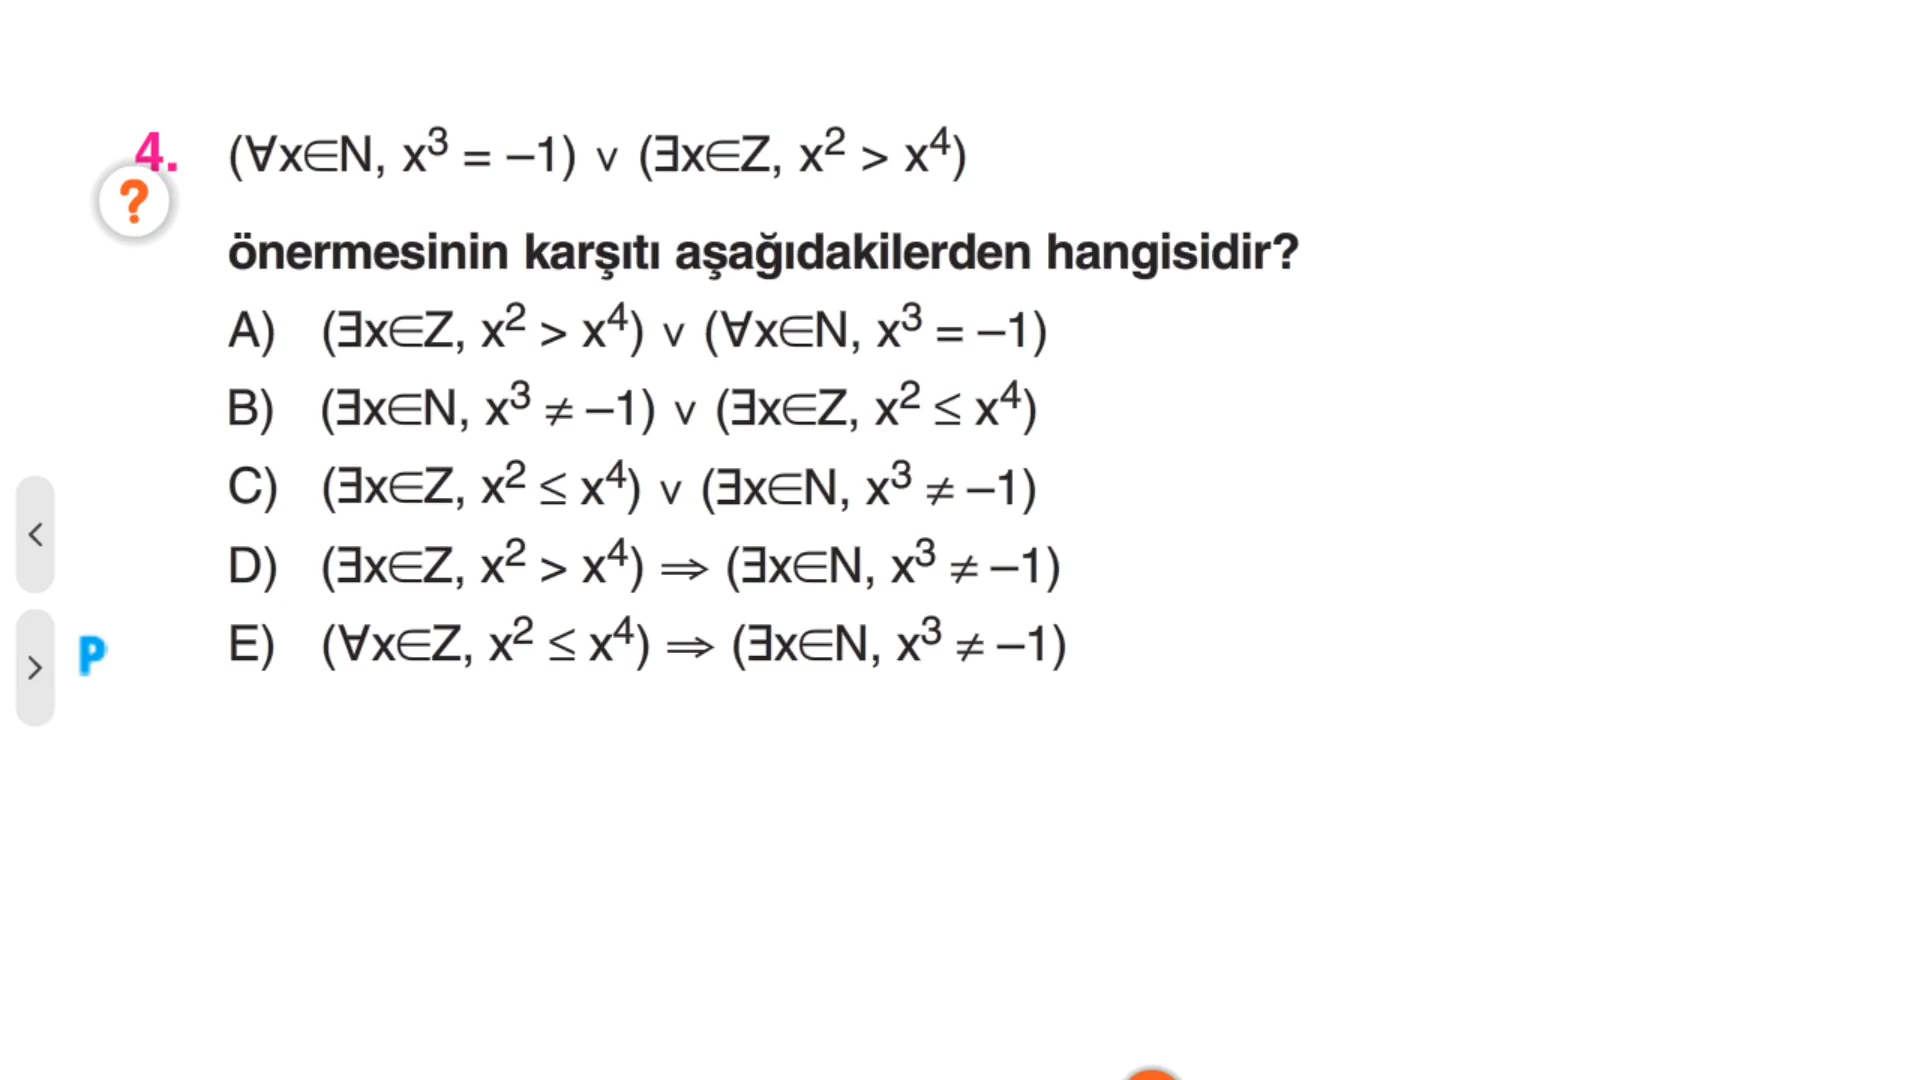 4. (∀x∈N, x³ = –1) ∨ (∃x∈Z, x² > x⁴)
?
önermesinin karşıtı aşağıdakilerden hangisidir?
A) (∃x∈Z, x² > x⁴) ∨ (∀x∈N, x³ = –1)
B) (∃x∈N, x³ ≠ –1) ∨ (∃x∈Z, x² ≤ x⁴)
C) (∃x∈Z, x² ≤ x⁴) ∨ (∃x∈N, x³ ≠ –1)
D) (∃x∈Z, x² > x⁴) ⇒ (∃x∈N, x³ ≠ –1)
P E) (∀x∈Z, x² ≤ x⁴) ⇒ (∃x∈N, x³ ≠ –1)